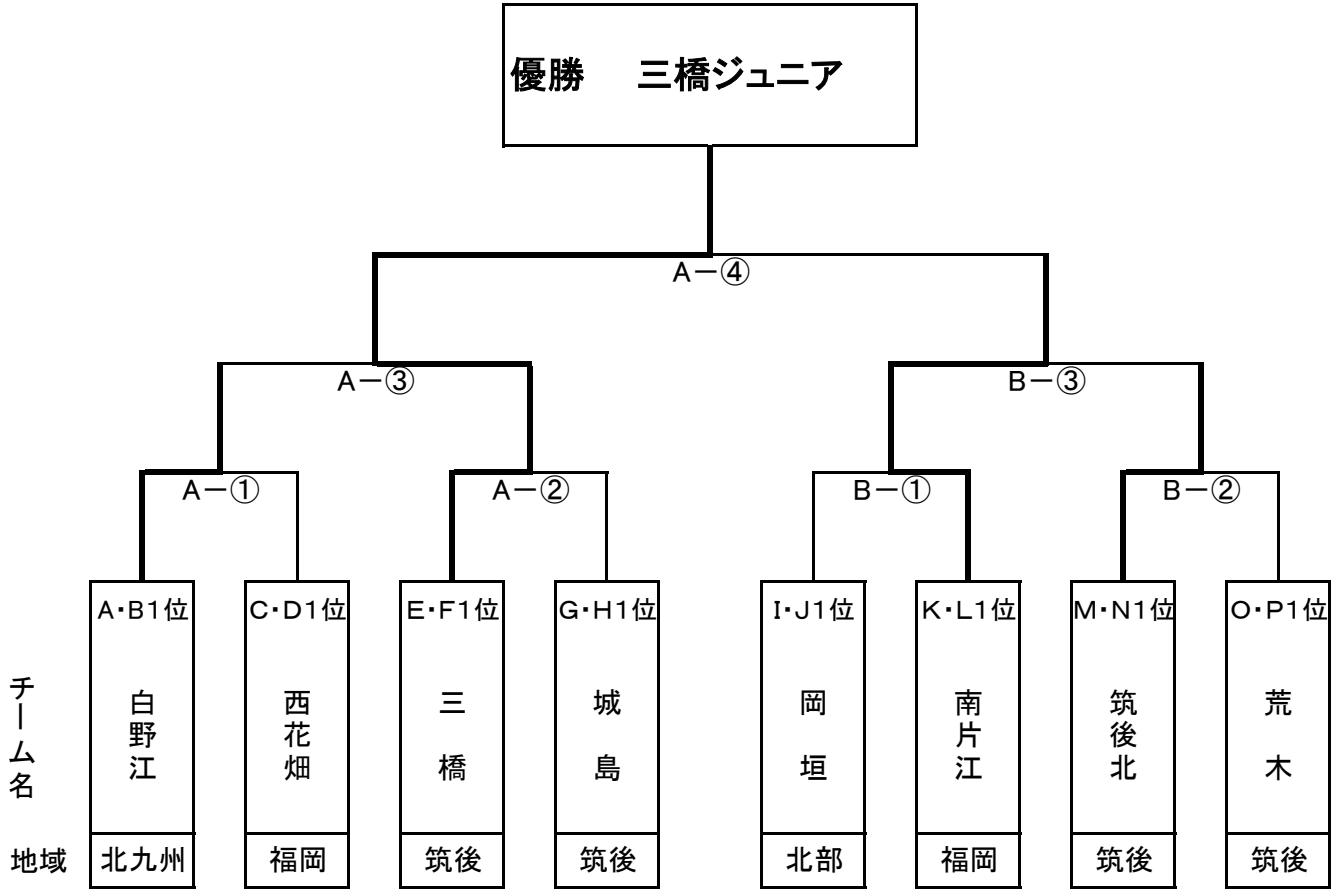 優勝　三橋ジュニア
A－④
A－③
B－③
A－①
A－②
B－①
B－②
A・B1位
C・D1位
E・F1位
G・H1位
I・J1位
K・L1位
M・N1位
O・P1位
チーム名
白野江
西花畑
三橋
城島
岡垣
南片江
筑後北
荒木
地域
北九州
福岡
筑後
筑後
北部
福岡
筑後
筑後